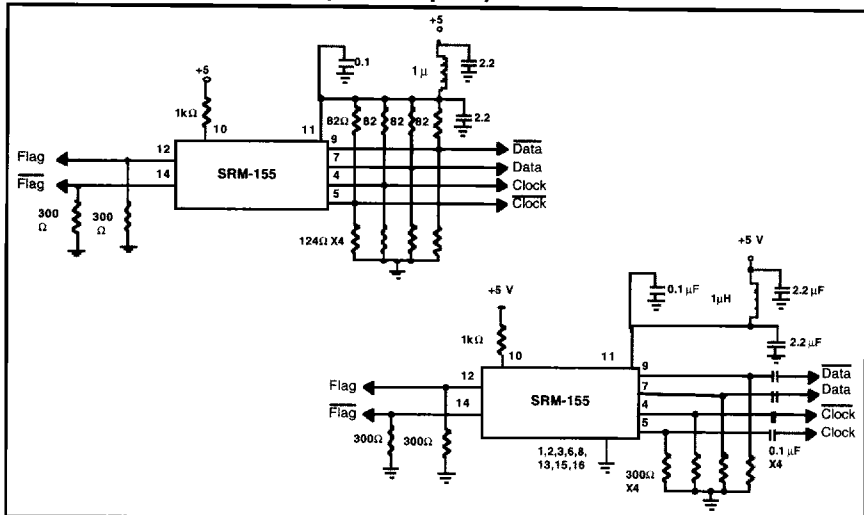 +5
0.1
2.2
1 μ
+5
2.2
1kΩ
10
11
82Ω 82 82 82
9
Flag
12
7
Data
SRM-155
Data
14
4
Flag
Clock
5
Clock
300 Ω
300 Ω
124Ω X4
+5 V
+5 V
0.1 μF
1μH
2.2 μF
1kΩ
2.2 μF
10
11
9
Data
12
7
Flag
Data
SRM-155
14
4
Flag
Clock
5
Clock
300Ω
300Ω
1,2,3,6,8,
13,15,16
300Ω
X4
0.1 μF
X4